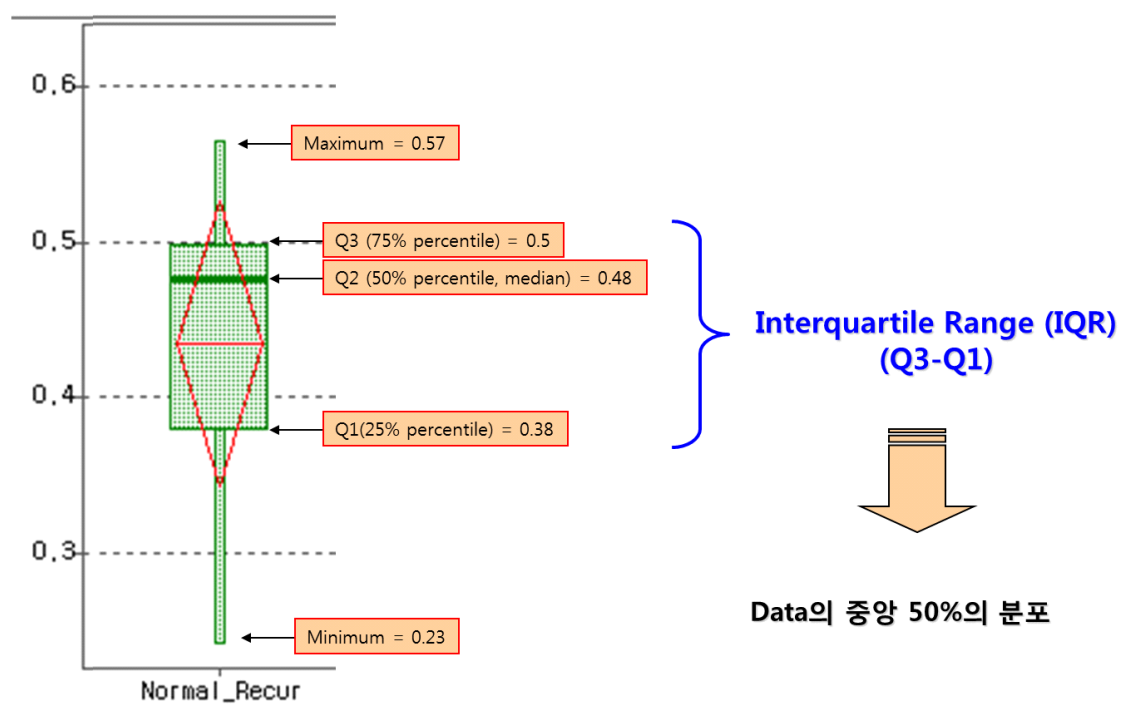 0.6
Maximum = 0.57
0.5
Q3 (75% percentile) = 0.5
Q2 (50% percentile, median) = 0.48
Interquartile Range (IQR)
(Q3-Q1)
0.4
Q1(25% percentile) = 0.38
0.3
Data의 중앙 50%의 분포
Minimum = 0.23
Normal_Recur